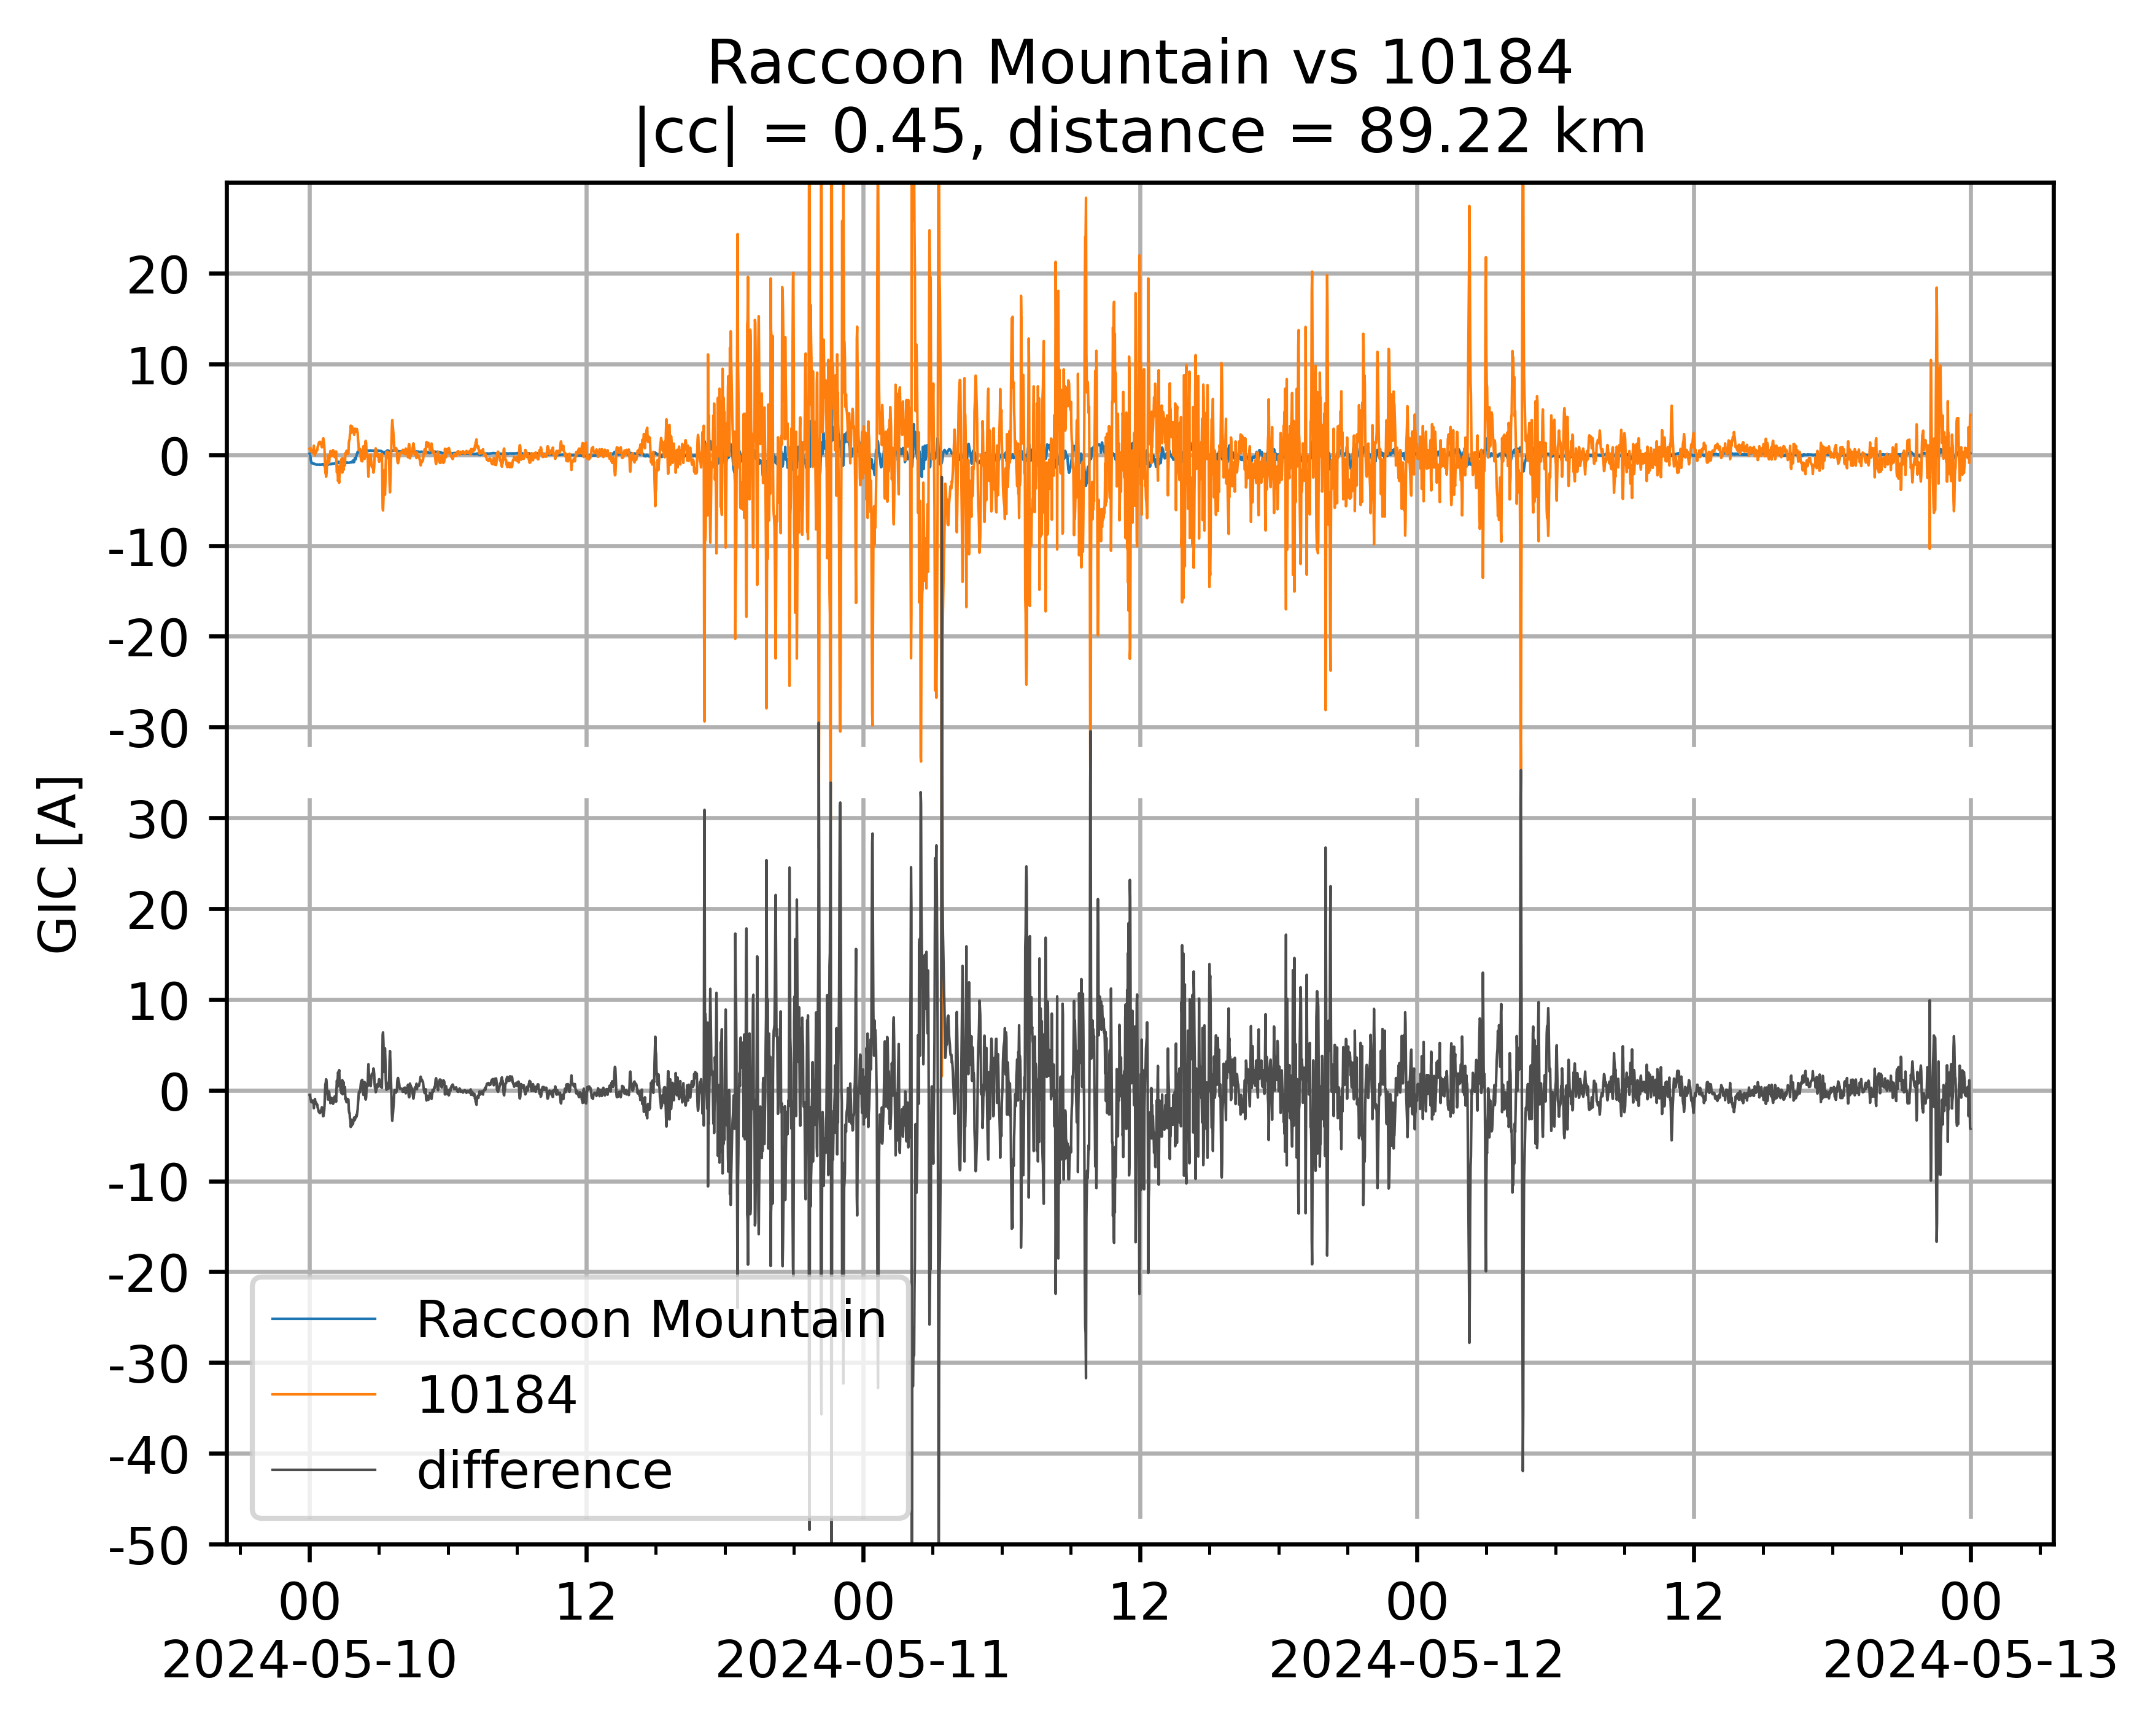 Raccoon Mountain vs 10184
|cc| = 0.45, distance = 89.22 km
GIC [A]
20
10
0
-10
-20
-30
30
20
10
0
-10
-20
-30
-40
-50
Raccoon Mountain
10184
difference
00 12 00 12 00 12 00
2024-05-10 2024-05-11 2024-05-12 2024-05-13